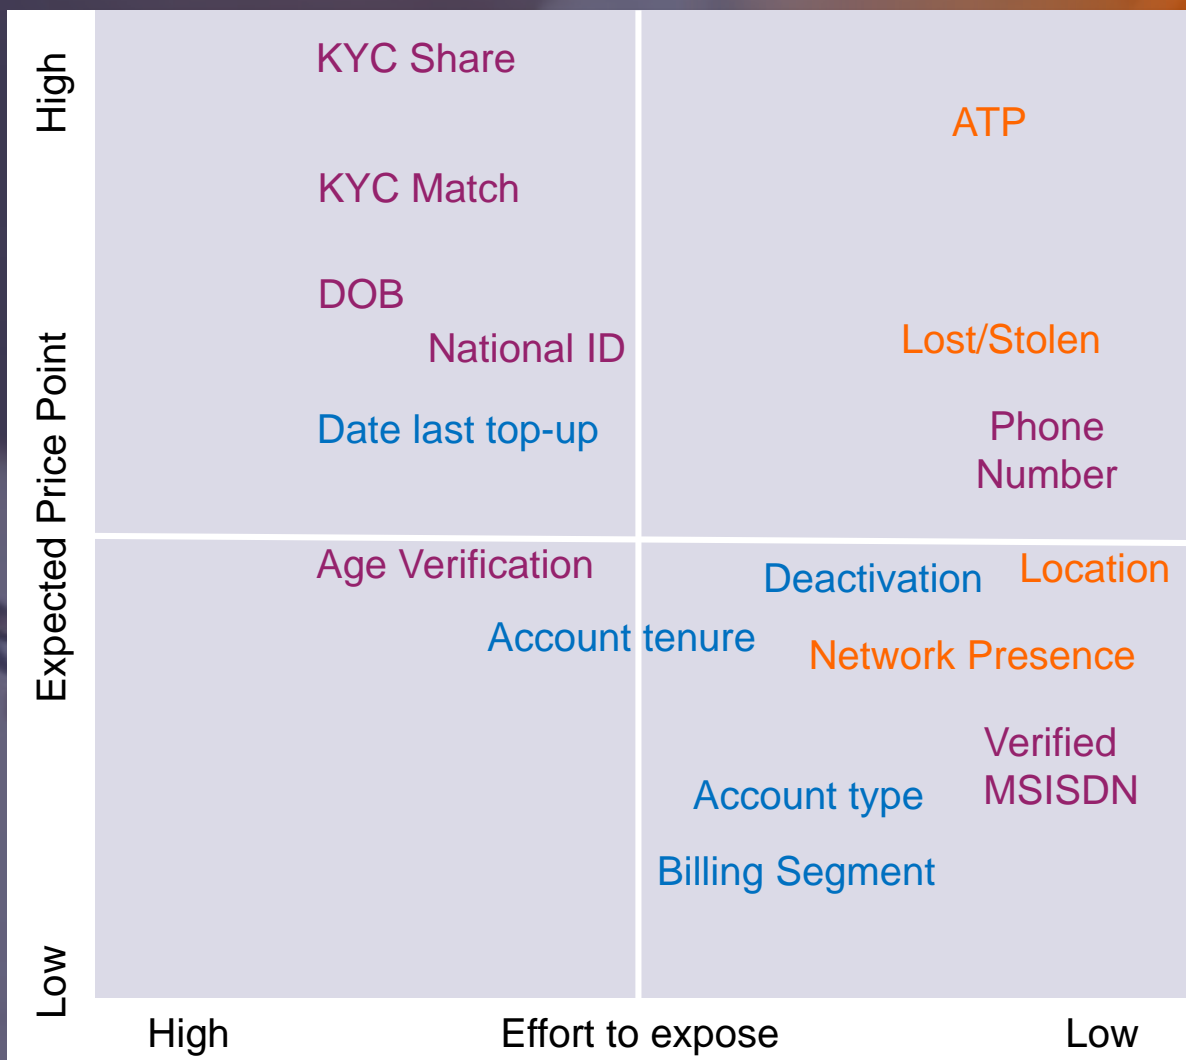 High
Expected Price Point
Low
KYC Share
ATP
KYC Match
DOB
National ID
Lost/Stolen
Date last top-up
Phone
Number
Age Verification
Deactivation
Location
Account tenure
Network Presence
Verified
MSISDN
Account type
Billing Segment
High
Effort to expose
Low